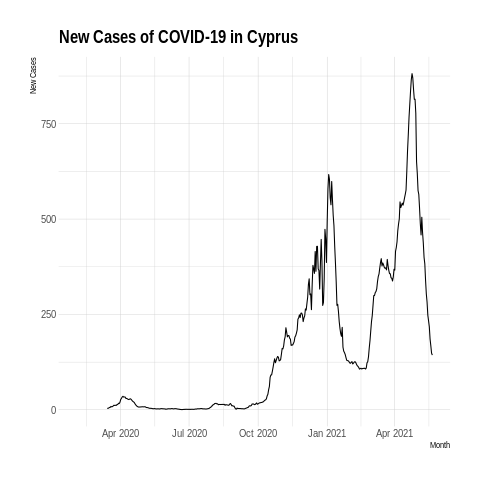 New Cases of COVID-19 in Cyprus
New Cases
750
500
250
0
Apr 2020 Jul 2020 Oct 2020 Jan 2021 Apr 2021
Month